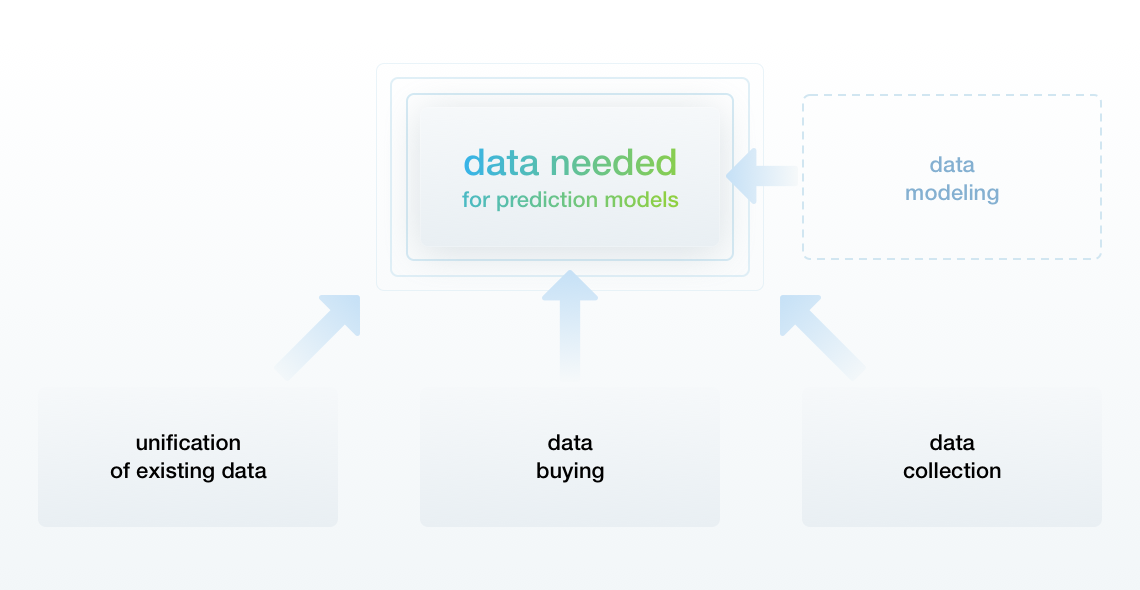 data needed
for prediction models
data
modeling
unification
of existing data
data
buying
data
collection